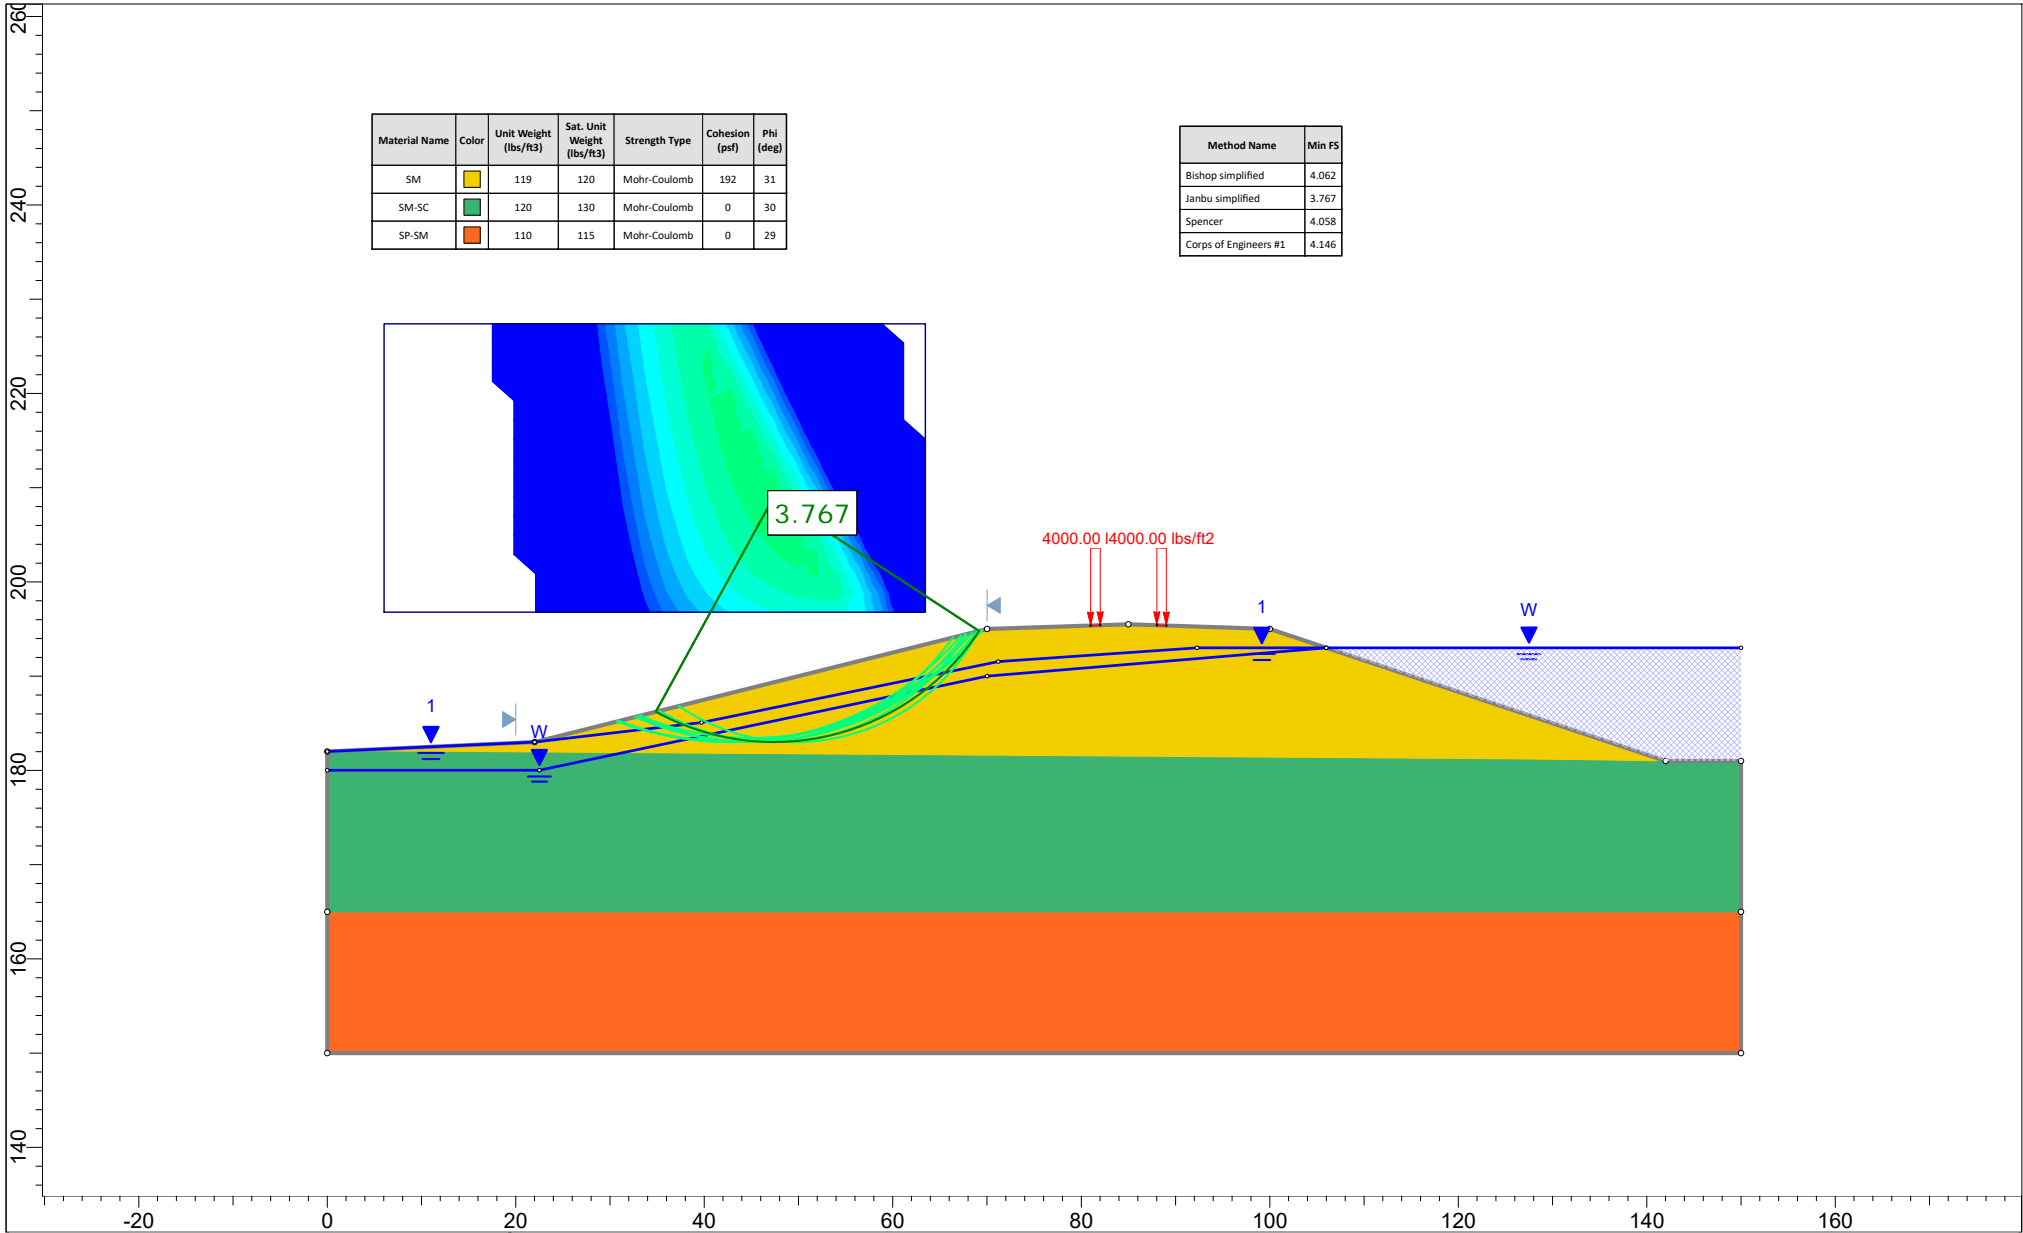 260
240
220
200
180
160
140
Material Name Color Unit Weight (lbs/ft3) Sat. Unit Weight (lbs/ft3) Strength Type Cohesion (psf) Phi (deg)
SM 119 120 Mohr-Coulomb 192 31
SM-SC 120 130 Mohr-Coulomb 0 30
SP-SM 110 115 Mohr-Coulomb 0 29
Method Name Min FS
Bishop simplified 4.062
Janbu simplified 3.767
Spencer 4.058
Corps of Engineers #1 4.146
3.767
4000.00 l4000.00 lbs/ft2
1
W
1
W
-20 0 20 40 60 80 100 120 140 160